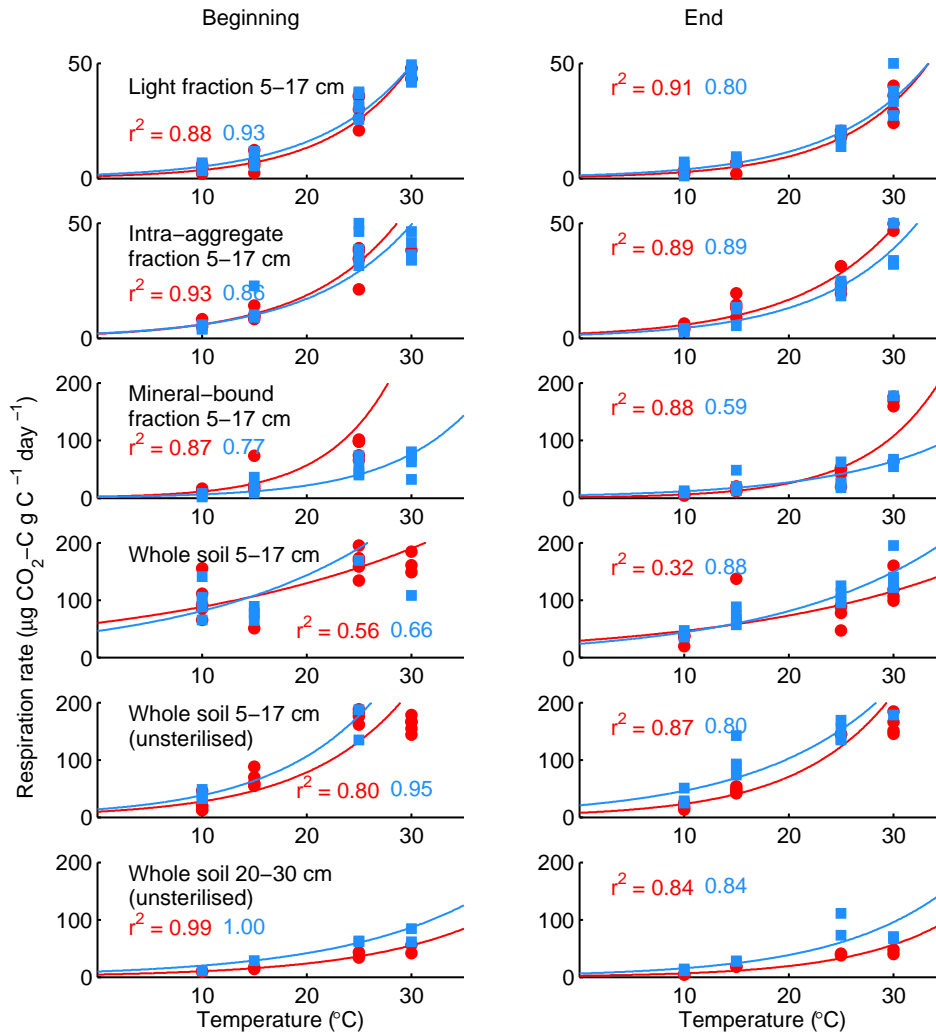 Beginning
End
50
0
Light fraction 5−17 cm
r² = 0.88 0.93
10 20 30
50
0
r² = 0.91 0.80
10 20 30
50
0
Intra−aggregate
fraction 5−17 cm
r² = 0.93 0.86
10 20 30
50
0
r² = 0.89 0.89
10 20 30
200
100
0
Mineral−bound
fraction 5−17 cm
r² = 0.87 0.77
10 20 30
200
100
0
r² = 0.88 0.59
10 20 30
200
100
0
Whole soil 5−17 cm
r² = 0.56 0.66
10 20 30
200
100
0
r² = 0.32 0.88
10 20 30
200
100
0
Whole soil 5−17 cm
(unsterilised)
r² = 0.80 0.95
10 20 30
200
100
0
r² = 0.87 0.80
10 20 30
200
100
0
Whole soil 20−30 cm
(unsterilised)
r² = 0.99 1.00
10 20 30
Temperature (°C)
200
100
0
r² = 0.84 0.84
10 20 30
Temperature (°C)
Respiration rate (µg CO₂−C g C⁻¹ day⁻¹)